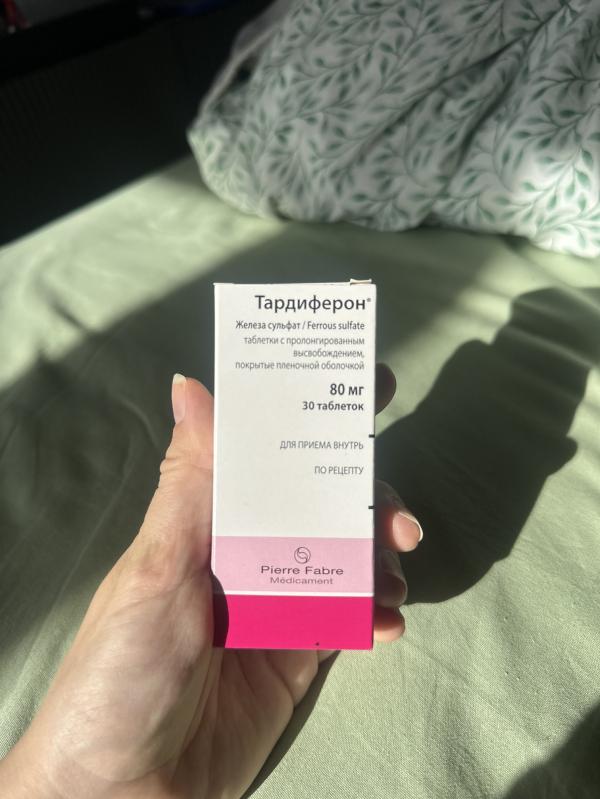 Тардиферон®
Железа сульфат / Ferrous sulfate
таблетки с пролонгированным
высвобождением,
покрытые пленочной оболочкой
80 мг
30 таблеток
ДЛЯ ПРИЕМА ВНУТРЬ
ПО РЕЦЕПТУ
Pierre Fabre
Médicament